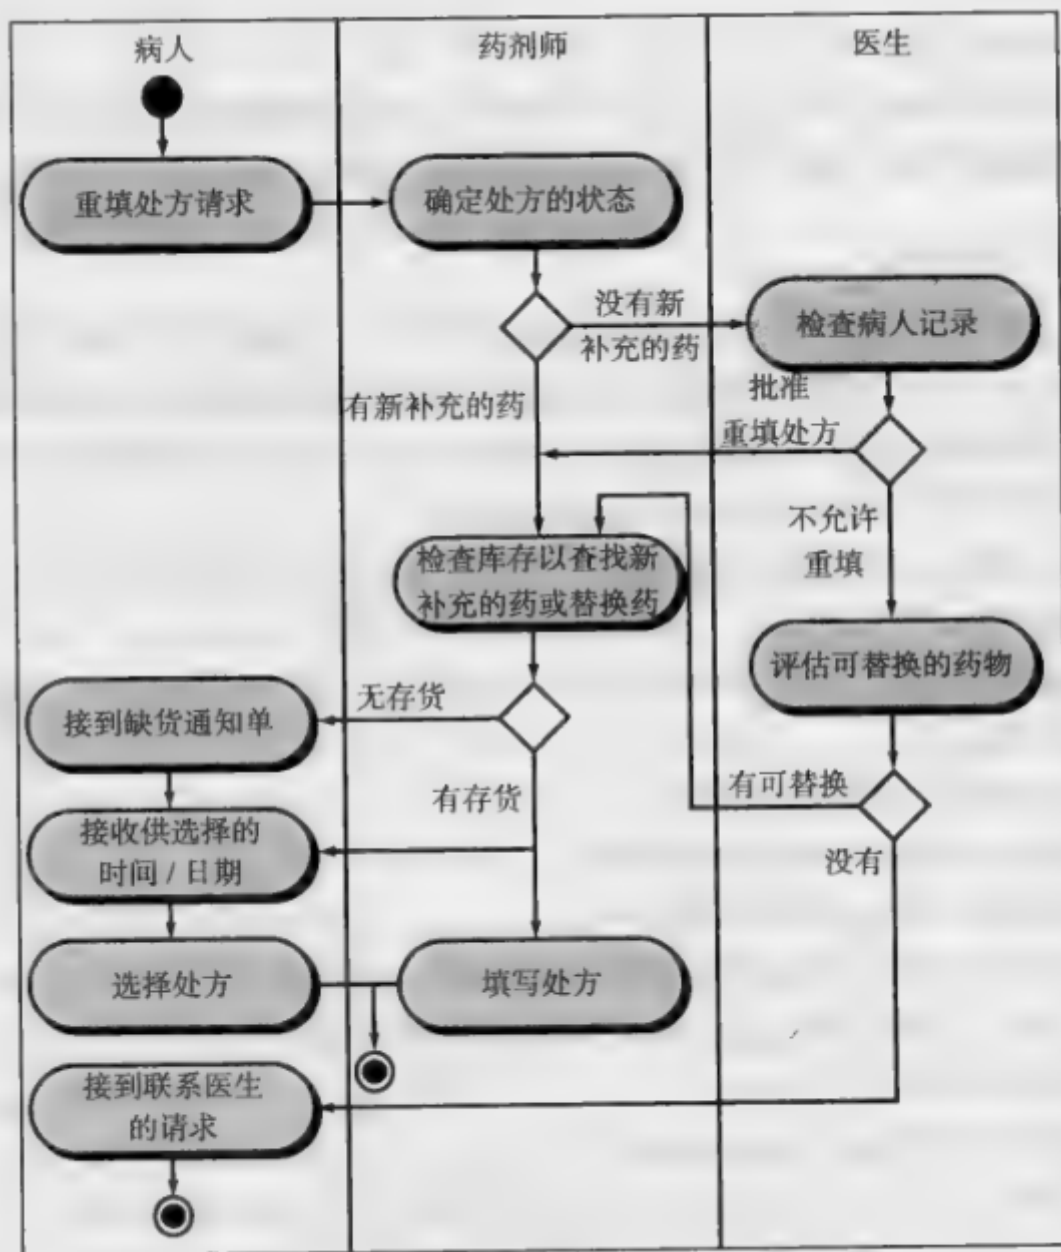 病人
药剂师
医生
重填处方请求
确定处方的状态
没有新
补充的药
检查病人记录
有新补充的药
批准
重填处方
不允许
重填
检查库存以查找新
补充的药或替换药
评估可替换的药物
无存货
接到缺货通知单
有存货
有可替换
接收供选择的
时间/日期
没有
选择处方
填写处方
接到联系医生
的请求